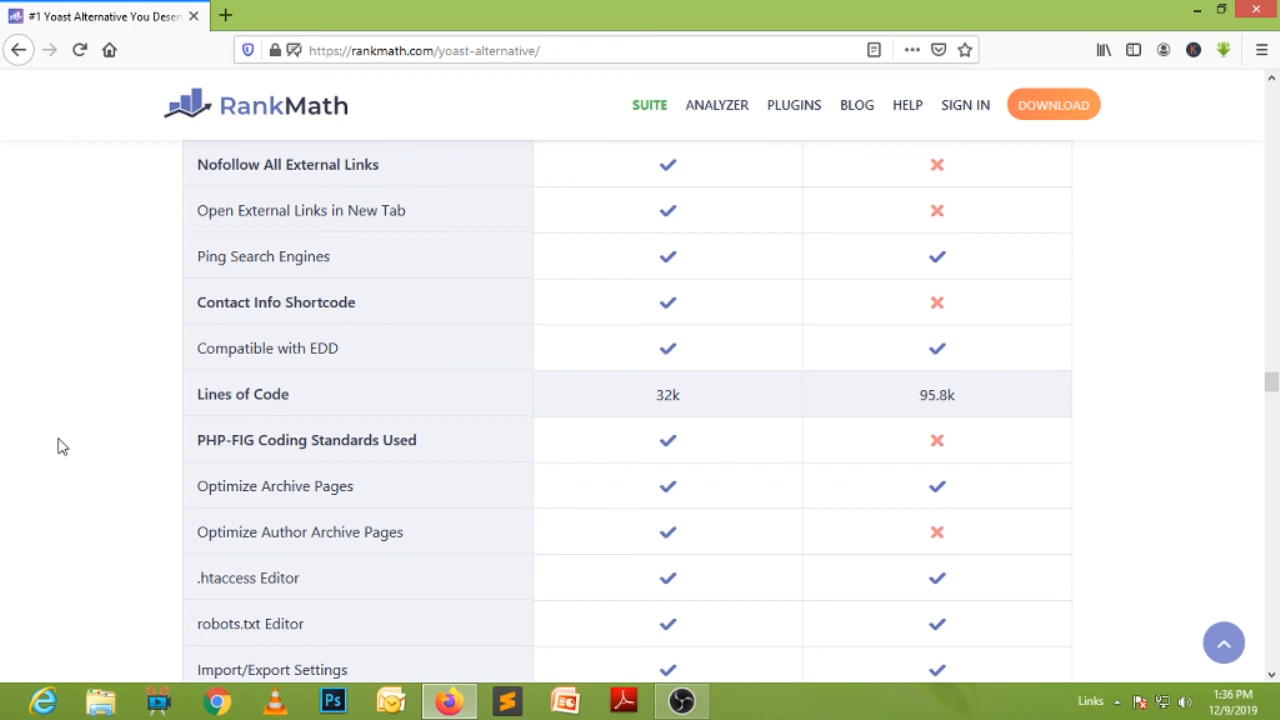 #1 Yoast Alternative You Deser
https://rankmath.com/yoast-alternative/
RankMath
SUITE ANALYZER PLUGINS BLOG HELP SIGN IN DOWNLOAD
Nofollow All External Links
Open External Links in New Tab
Ping Search Engines
Contact Info Shortcode
Compatible with EDD
Lines of Code 32k 95.8k
PHP-FIG Coding Standards Used
Optimize Archive Pages
Optimize Author Archive Pages
.htaccess Editor
robots.txt Editor
Import/Export Settings
K
Ps
Links
1:36 PM
12/9/2019